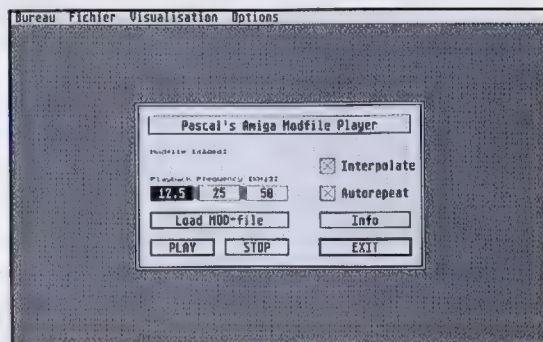 Bureau Fichier Visualisation Options
Pascal's Amiga Modfile Player
Modfile loaded:
Interpolate
Playback Frequency [kHz]:
12.5 25 50
Autorepeat
Load MOD-file Info
PLAY STOP EXIT